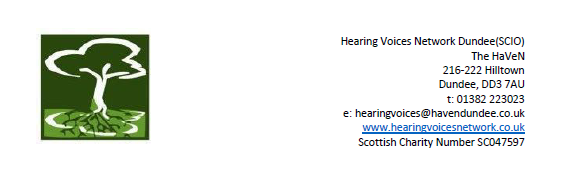 Hearing Voices Network Dundee(SCIO)
The HaVeN
216-222 Hilltown
Dundee, DD3 7AU
t: 01382 223023
e: hearingvoices@havendundee.co.uk
www.hearingvoicesnetwork.co.uk
Scottish Charity Number SC047597